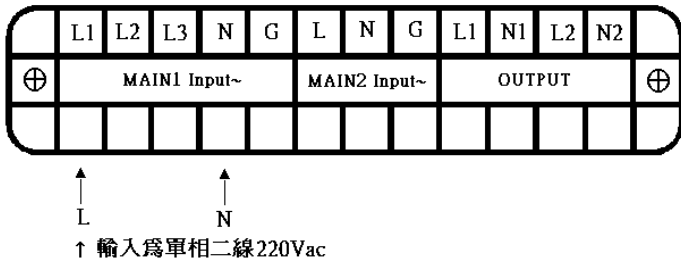 L1 L2 L3 N G L N G L1 N1 L2 N2
MAIN1 Input~ MAIN2 Input~ OUTPUT
L N
↑ 輸入爲單相二線220Vac